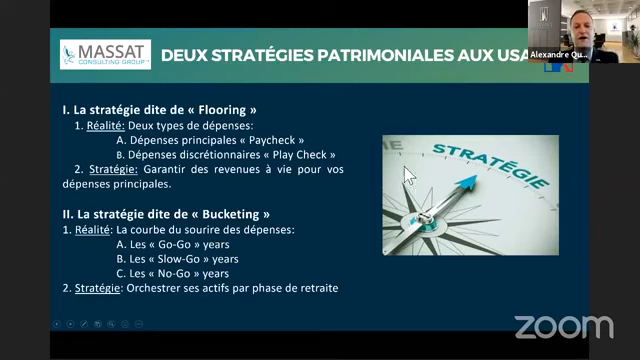 MASSAT
CONSULTING GROUP
DEUX STRATÉGIES PATRIMONIALES AUX USA
Alexandre Qu...
I. La stratégie dite de « Flooring »
1. Réalité: Deux types de dépenses:
A. Dépenses principales « Paycheck »
B. Dépenses discrétionnaires « Play Check »
2. Stratégie: Garantir des revenus à vie pour vos
dépenses principales.
STRATÉGIE
II. La stratégie dite de « Bucketing »
1. Réalité: La courbe du sourire des dépenses:
A. Les « Go-Go » years
B. Les « Slow-Go » years
C. Les « No-Go » years
2. Stratégie: Orchestrer ses actifs par phase de retraite
zoom